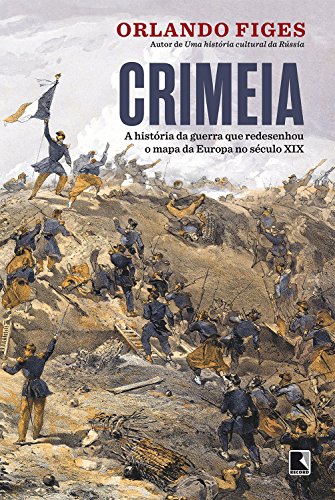 ORLANDO FIGES
Autor de Uma história cultural da Rússia
CRIMEIA
A história da guerra que redesenhou
o mapa da Europa no século XIX
R
RECORD